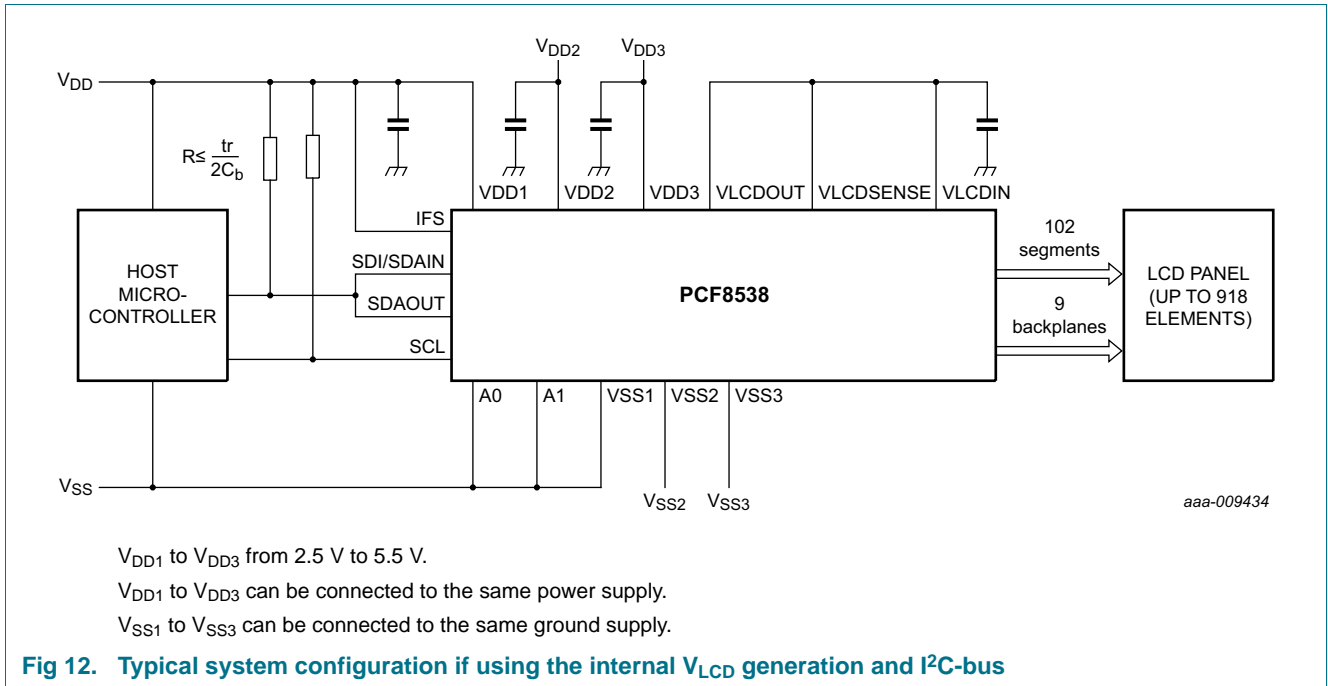 VDD2
VDD3
VDD
R≤ tr
2Cb
VDD1
VDD2
VDD3
VLCDOUT
VLCDSENSE
VLCDIN
IFS
SDI/SDAIN
SDAOUT
SCL
HOST
MICRO-
CONTROLLER
PCF8538
102
segments
9
backplanes
LCD PANEL
(UP TO 918
ELEMENTS)
A0
A1
VSS1
VSS2
VSS3
VSS
VSS2
VSS3
aaa-009434
VDD1 to VDD3 from 2.5 V to 5.5 V.
VDD1 to VDD3 can be connected to the same power supply.
VSS1 to VSS3 can be connected to the same ground supply.
Fig 12. Typical system configuration if using the internal VLCD generation and I²C-bus